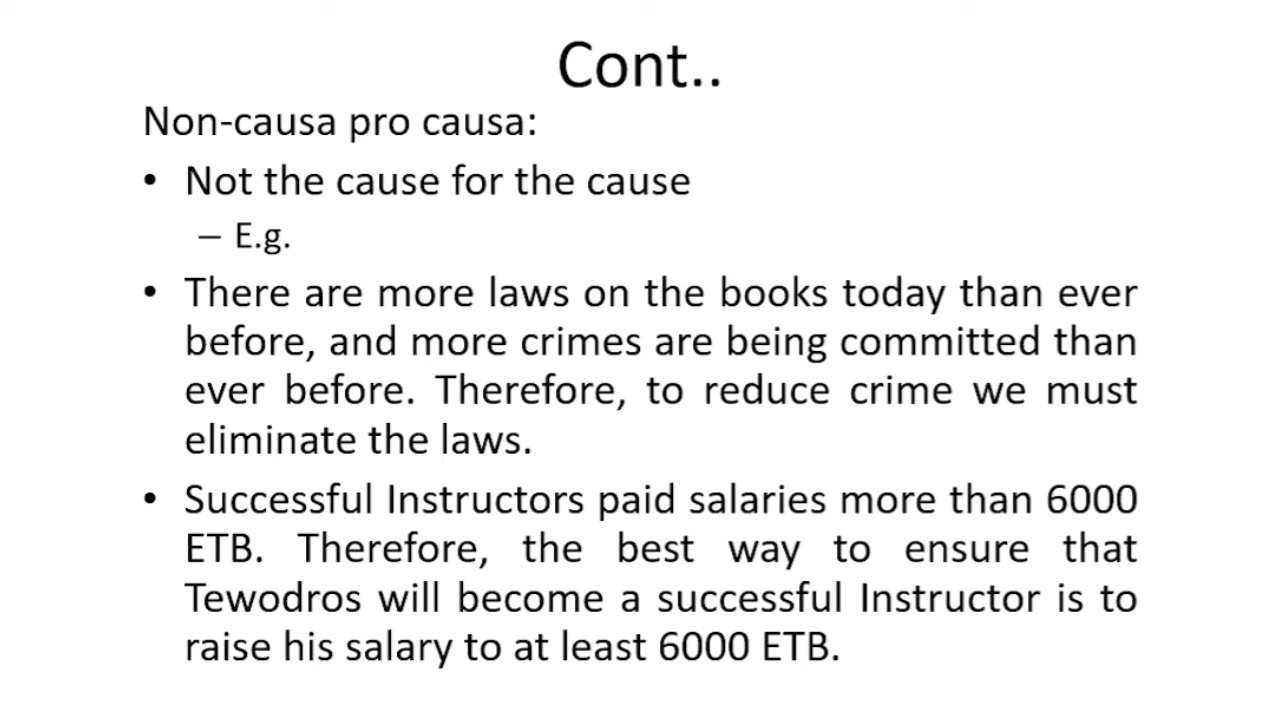 Cont..
Non-causa pro causa:
• Not the cause for the cause
– E.g.
• There are more laws on the books today than ever
before, and more crimes are being committed than
ever before. Therefore, to reduce crime we must
eliminate the laws.
• Successful Instructors paid salaries more than 6000
ETB. Therefore, the best way to ensure that
Tewodros will become a successful Instructor is to
raise his salary to at least 6000 ETB.